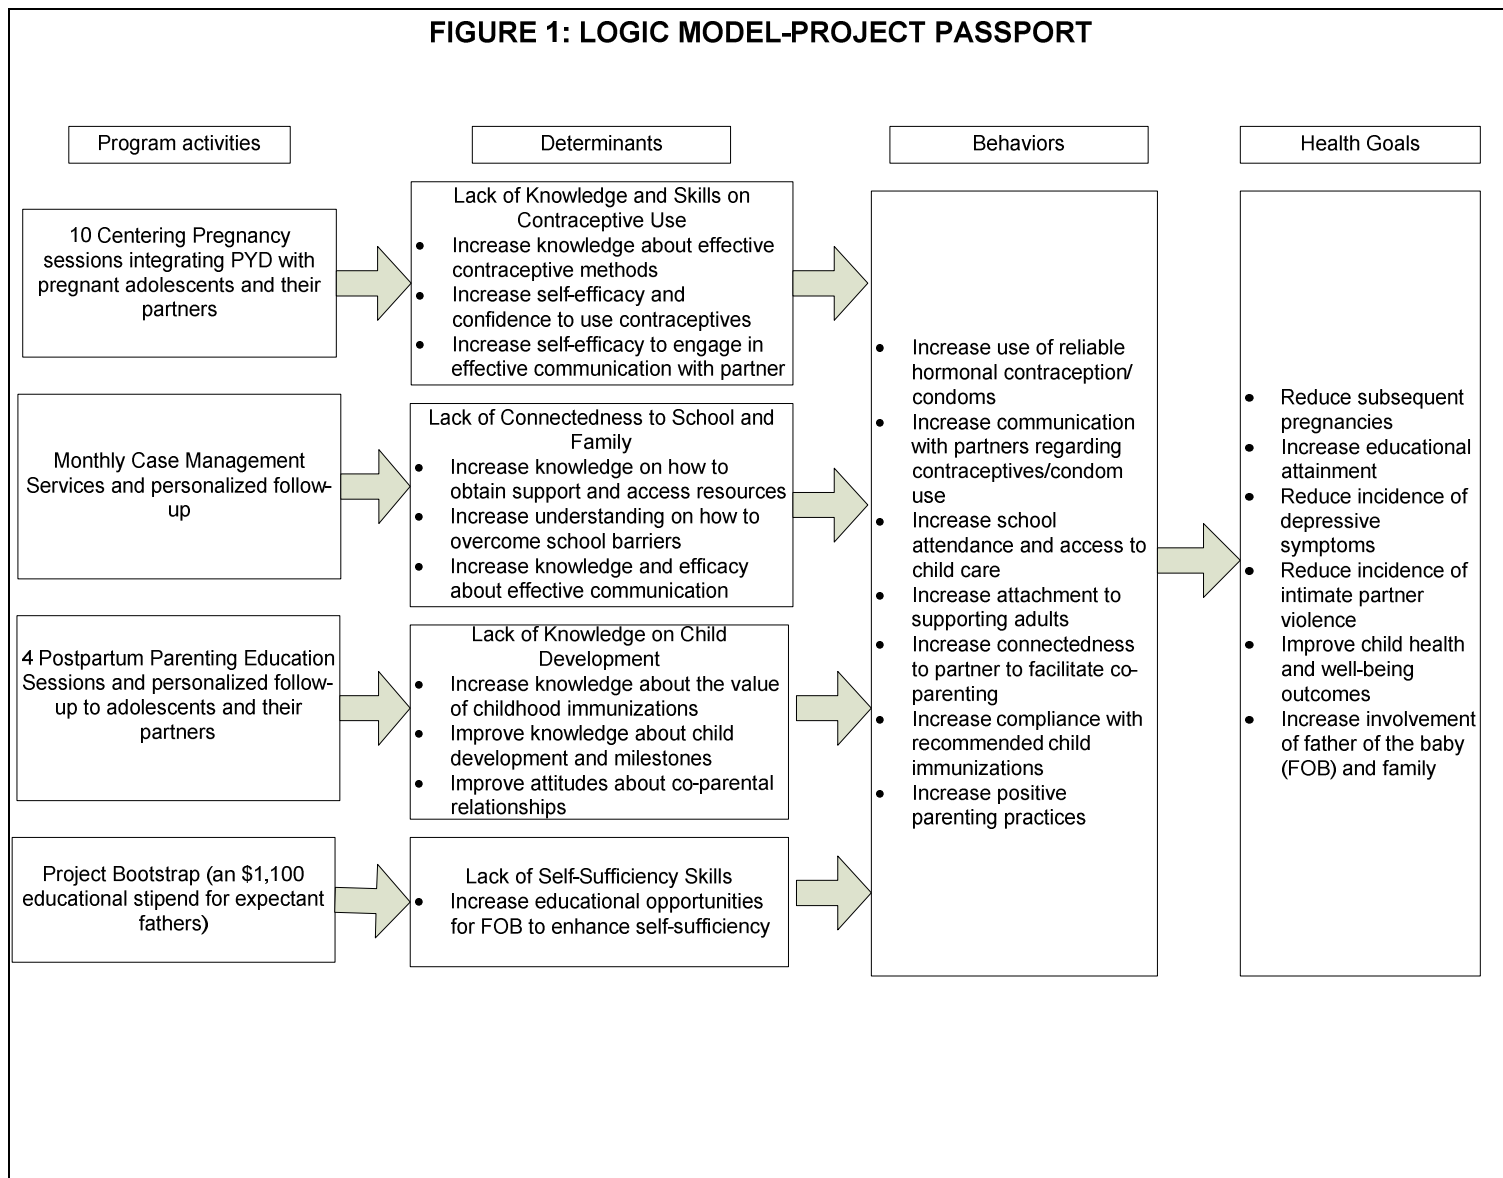 FIGURE 1: LOGIC MODEL-PROJECT PASSPORT
Program activities
Determinants
Behaviors
Health Goals
10 Centering Pregnancy
sessions integrating PYD with
pregnant adolescents and their
partners
Monthly Case Management
Services and personalized follow-
up
4 Postpartum Parenting Education
Sessions and personalized follow-
up to adolescents and their
partners
Project Bootstrap (an $1,100
educational stipend for expectant
fathers)
Lack of Knowledge and Skills on
Contraceptive Use
• Increase knowledge about effective
contraceptive methods
• Increase self-efficacy and
confidence to use contraceptives
• Increase self-efficacy to engage in
effective communication with partner
Lack of Connectedness to School and
Family
• Increase knowledge on how to
obtain support and access resources
• Increase understanding on how to
overcome school barriers
• Increase knowledge and efficacy
about effective communication
Lack of Knowledge on Child
Development
• Increase knowledge about the value
of childhood immunizations
• Improve knowledge about child
development and milestones
• Improve attitudes about co-parental
relationships
Lack of Self-Sufficiency Skills
• Increase educational opportunities
for FOB to enhance self-sufficiency
• Increase use of reliable
hormonal contraception/
condoms
• Increase communication
with partners regarding
contraceptives/condom
use
• Increase school
attendance and access to
child care
• Increase attachment to
supporting adults
• Increase connectedness
to partner to facilitate co-
parenting
• Increase compliance with
recommended child
immunizations
• Increase positive
parenting practices
• Reduce subsequent
pregnancies
• Increase educational
attainment
• Reduce incidence of
depressive
symptoms
• Reduce incidence of
intimate partner
violence
• Improve child health
and well-being
outcomes
• Increase involvement
of father of the baby
(FOB) and family